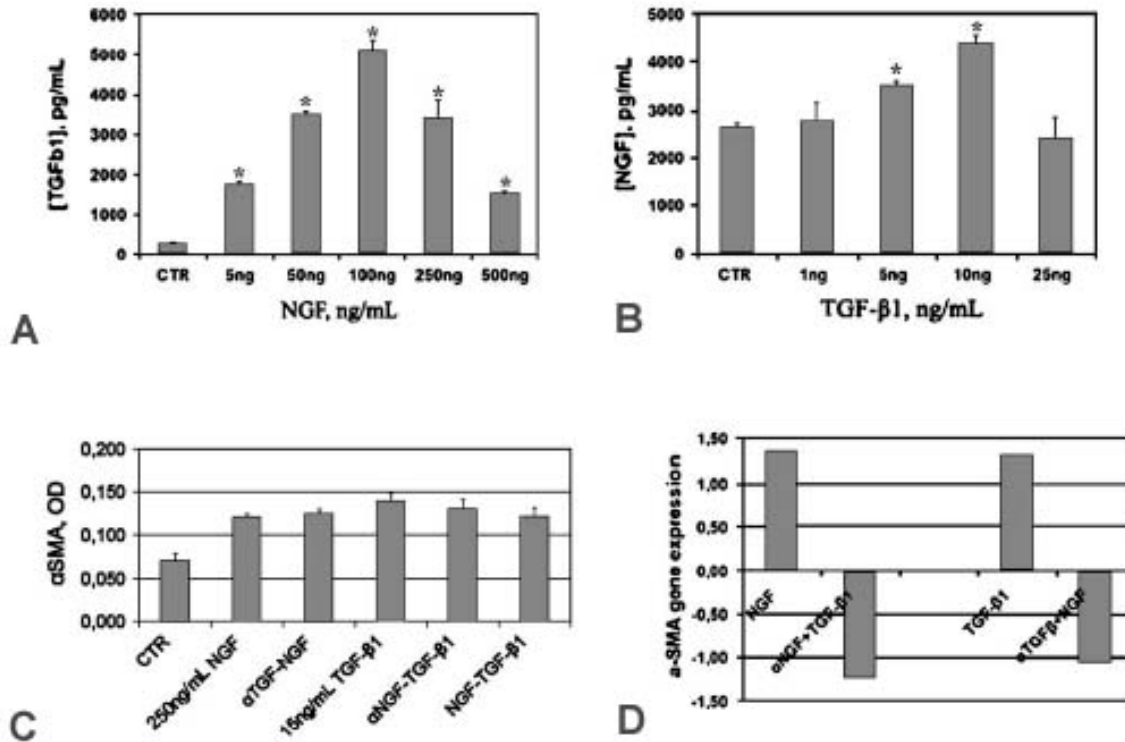 6000
5000
4000
3000
2000
1000
0
[TGFb1], pg/mL
*
*
*
*
*
CTR 5ng 50ng 100ng 250ng 500ng
NGF, ng/mL
A
5000
4000
3000
2000
1000
0
[NGF]. pg/mL
*
*
CTR 1ng 5ng 10ng 25ng
TGF-β1, ng/mL
B
0,200
0,150
0,100
0,050
0,000
αSMA, OD
CTR
250ng/mL NGF
αTGF-NGF
15ng/mL TGF-β1
αNGF-TGF-β1
NGF-TGF-β1
C
1,50
1,00
0,50
0,00
-0,50
-1,00
-1,50
a-SMA gene expression
NGF
αNGF+TGF-β1
TGF-β1
αTGFβ+NGF
D